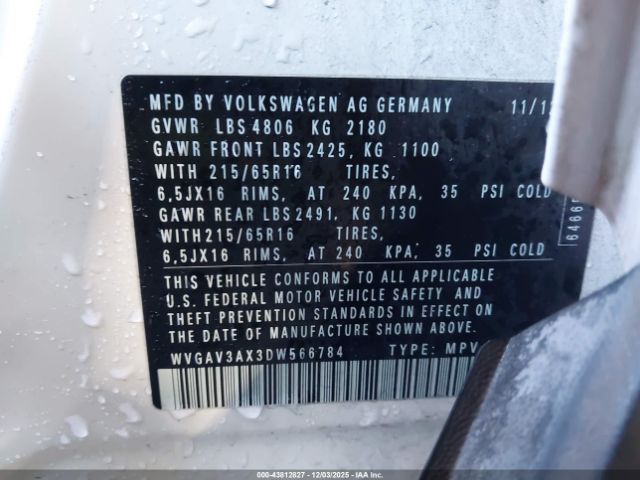 MFD BY VOLKSWAGEN AG GERMANY 11/1
GVWR LBS 4806 KG 2180
GAWR FRONT LBS 2425, KG 1100
WITH 215/65R16 TIRES,
6,5JX16 RIMS, AT 240 KPA, 35 PSI COLD
GAWR REAR LBS 2491, KG 1130
WITH215/65R16 TIRES,
6,5JX16 RIMS, AT 240 KPA, 35 PSI COLD
THIS VEHICLE CONFORMS TO ALL APPLICABLE
U.S. FEDERAL MOTOR VEHICLE SAFETY AND
THEFT PREVENTION STANDARDS IN EFFECT ON
THE DATE OF MANUFACTURE SHOWN ABOVE.
WVGAV3AX3DW566784 TYPE: MPV
000-43812827 - 12/03/2025 - IAAI.com